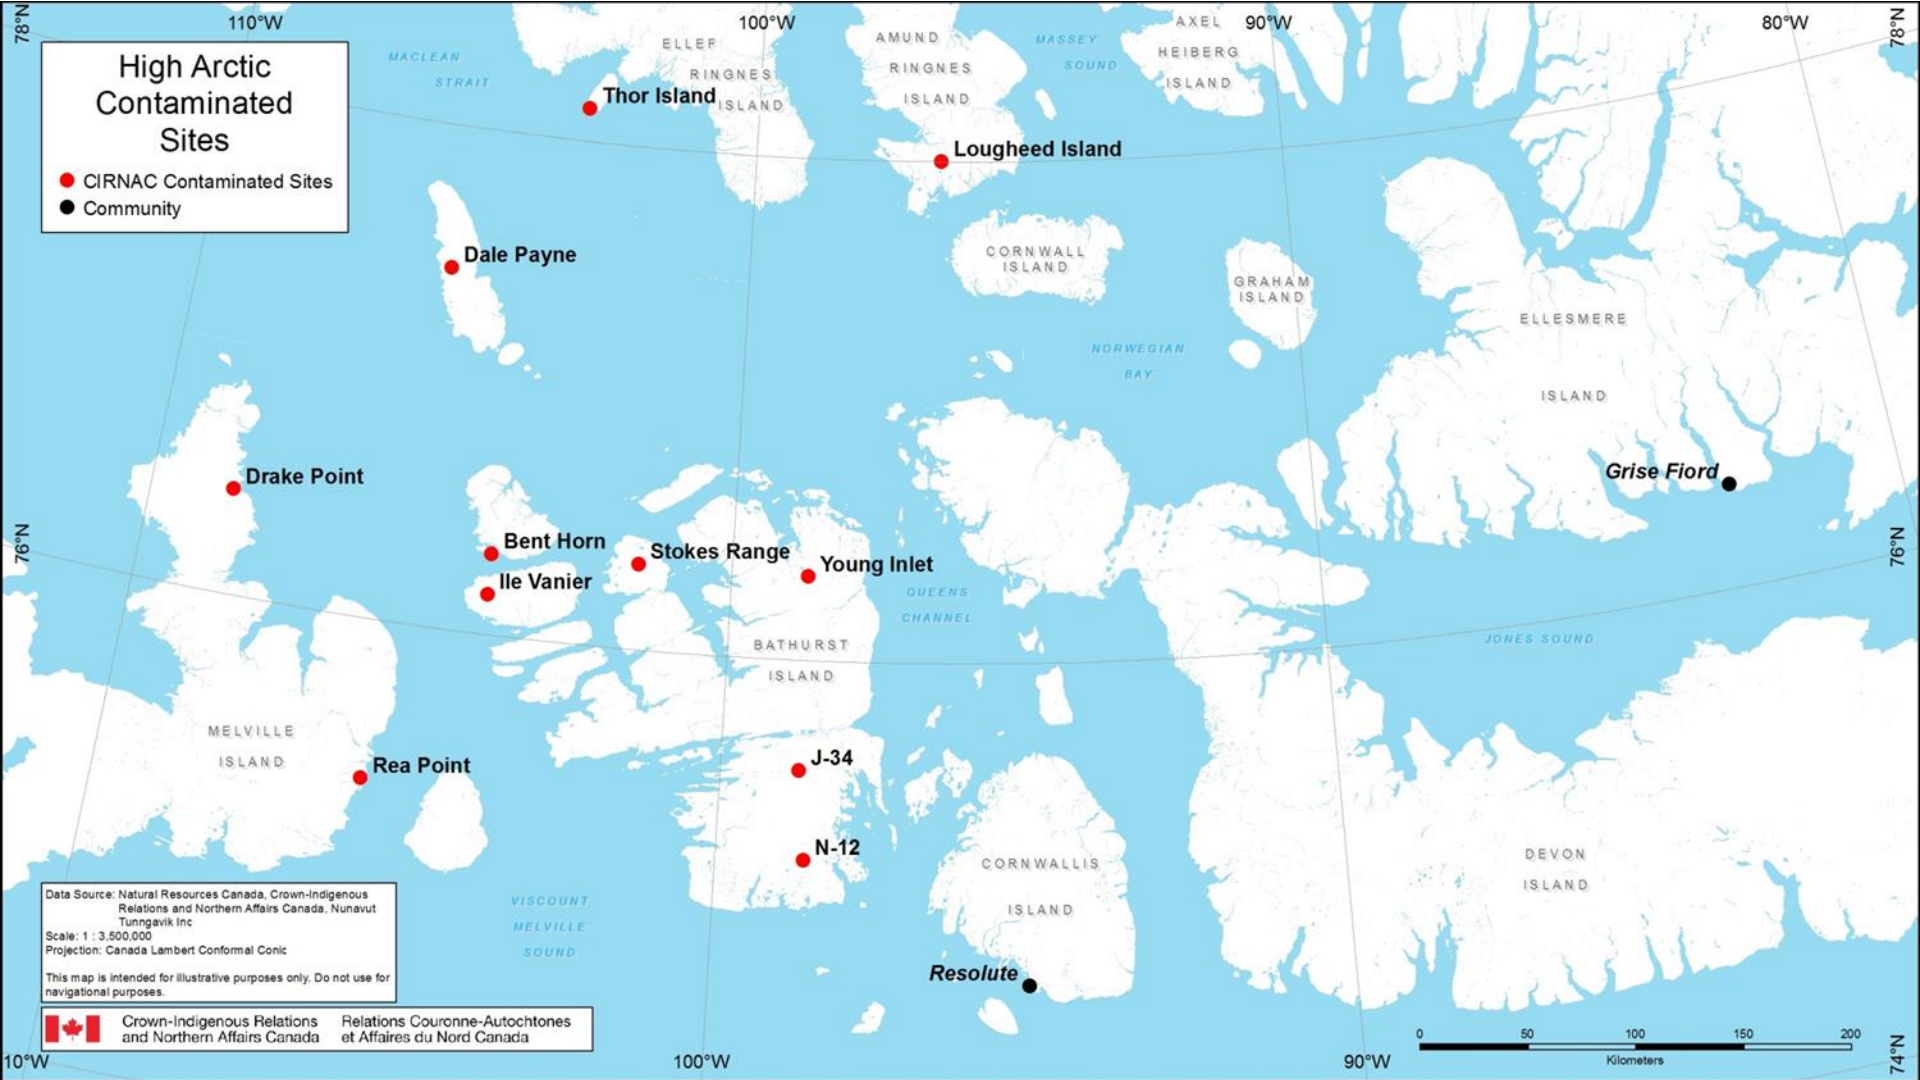 110°W
100°W
90°W
80°W
78°N
78°N
High Arctic
Contaminated
Sites
CIRNAC Contaminated Sites
Community
MACLEAN
STRAIT
ELLEF
RINGNES
ISLAND
AMUND
RINGNES
ISLAND
MASSEY
SOUND
AXEL
HEIBERG
ISLAND
Thor Island
Lougheed Island
Dale Payne
CORNWALL
ISLAND
GRAHAM
ISLAND
ELLESMERE
ISLAND
NORWEGIAN
BAY
Drake Point
Grise Fiord
76°N
76°N
Bent Horn
Stokes Range
Young Inlet
Ile Vanier
QUEENS
CHANNEL
BATHURST
ISLAND
JONES SOUND
MELVILLE
ISLAND
Rea Point
J-34
N-12
CORNWALLIS
ISLAND
DEVON
ISLAND
VISCOUNT
MELVILLE
SOUND
Resolute
Data Source: Natural Resources Canada, Crown-Indigenous
Relations and Northern Affairs Canada, Nunavut
Tunngavik Inc
Scale: 1 : 3,500,000
Projection: Canada Lambert Conformal Conic
This map is intended for illustrative purposes only. Do not use for
navigational purposes.
Crown-Indigenous Relations
and Northern Affairs Canada
Relations Couronne-Autochtones
et Affaires du Nord Canada
0 50 100 150 200
Kilometers
10°W
100°W
90°W
74°N